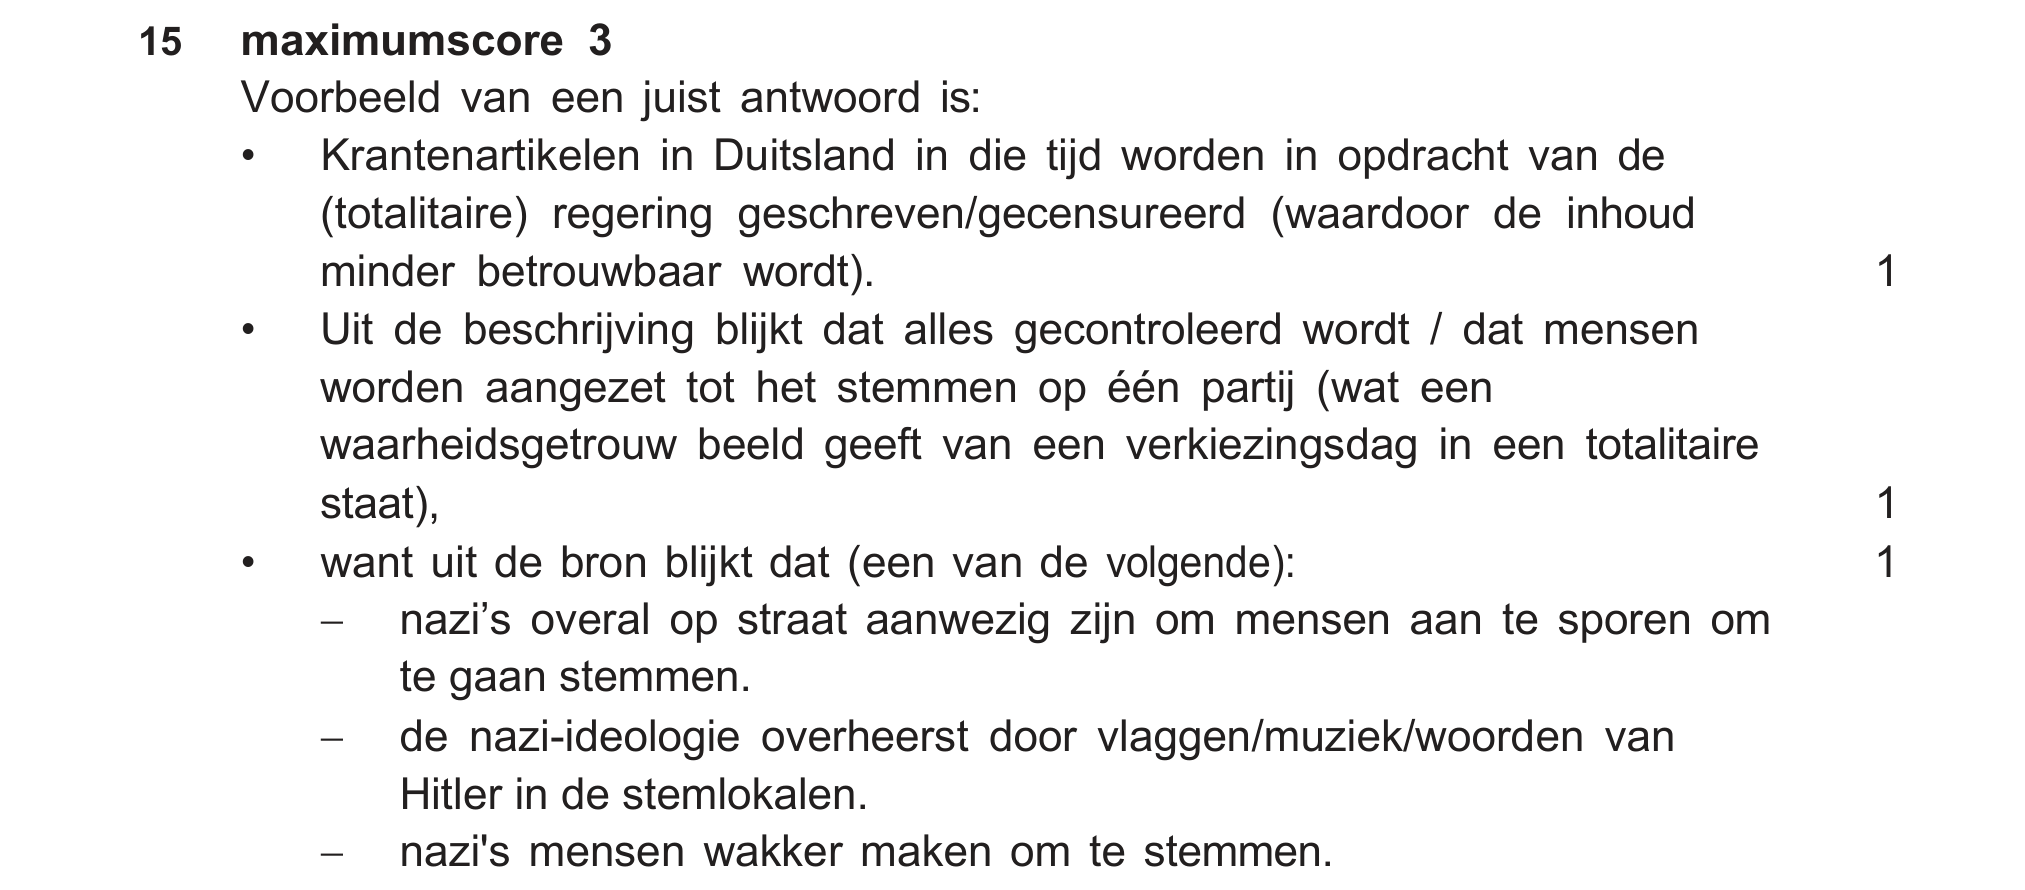 15 maximumscore 3
Voorbeeld van een juist antwoord is:
• Krantenartikelen in Duitsland in die tijd worden in opdracht van de
(totalitaire) regering geschreven/gecensureerd (waardoor de inhoud
minder betrouwbaar wordt). 1
• Uit de beschrijving blijkt dat alles gecontroleerd wordt / dat mensen
worden aangezet tot het stemmen op één partij (wat een
waarheidsgetrouw beeld geeft van een verkiezingsdag in een totalitaire
staat), 1
• want uit de bron blijkt dat (een van de volgende): 1
− nazi’s overal op straat aanwezig zijn om mensen aan te sporen om
te gaan stemmen.
− de nazi-ideologie overheerst door vlaggen/muziek/woorden van
Hitler in de stemlokalen.
− nazi's mensen wakker maken om te stemmen.